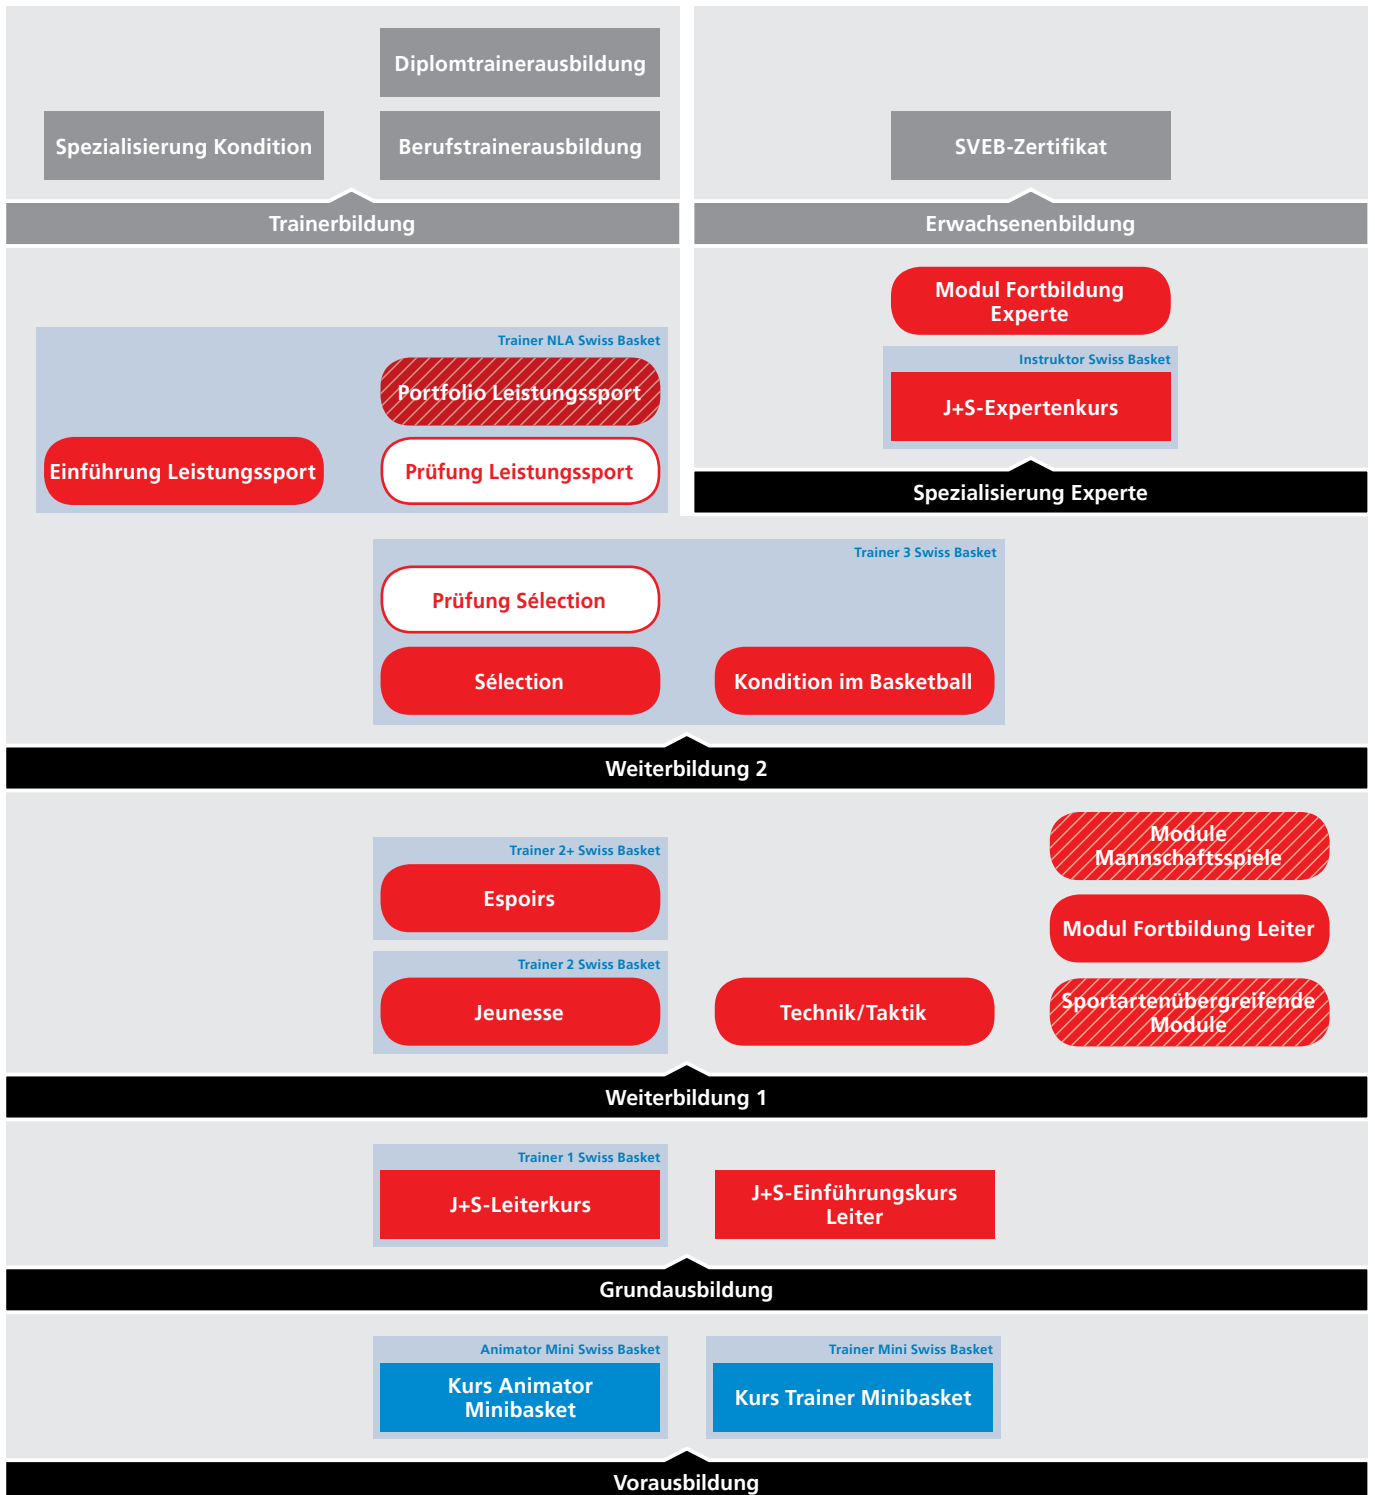 Diplomtrainerausbildung
Spezialisierung Kondition
Berufstrainerausbildung
SVEB-Zertifikat
Trainerbildung
Erwachsenenbildung
Modul Fortbildung
Experte
Trainer NLA Swiss Basket
Portfolio Leistungssport
Instruktor Swiss Basket
J+S-Expertenkurs
Einführung Leistungssport
Prüfung Leistungssport
Spezialisierung Experte
Trainer 3 Swiss Basket
Prüfung Sélection
Sélection
Kondition im Basketball
Weiterbildung 2
Module
Mannschaftsspiele
Trainer 2+ Swiss Basket
Espoirs
Modul Fortbildung Leiter
Trainer 2 Swiss Basket
Jeunesse
Technik/Taktik
Sportartenübergreifende
Module
Weiterbildung 1
Trainer 1 Swiss Basket
J+S-Leiterkurs
J+S-Einführungskurs
Leiter
Grundausbildung
Animator Mini Swiss Basket
Kurs Animator
Minibasket
Trainer Mini Swiss Basket
Kurs Trainer Minibasket
Vorausbildung